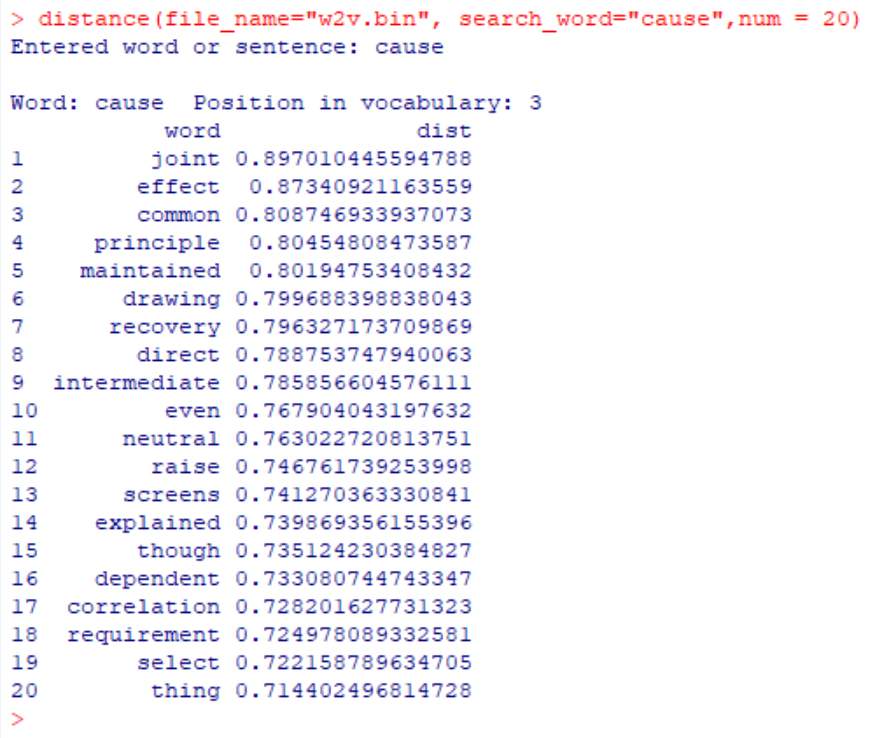 > distance(file_name="w2v.bin", search_word="cause",num = 20)
Entered word or sentence: cause

Word: cause  Position in vocabulary: 3
           word              dist
1         joint 0.897010445594788
2        effect  0.87340921163559
3        common 0.808746933937073
4     principle  0.80454808473587
5    maintained  0.80194753408432
6       drawing 0.799688398838043
7      recovery 0.796327173709869
8        direct 0.788753747940063
9  intermediate 0.785856604576111
10         even 0.767904043197632
11      neutral 0.763022720813751
12        raise 0.746761739253998
13      screens 0.741270363330841
14    explained 0.739869356155396
15       though 0.735124230384827
16    dependent 0.733080744743347
17  correlation 0.728201627731323
18  requirement 0.724978089332581
19       select 0.722158789634705
20        thing 0.714402496814728
>